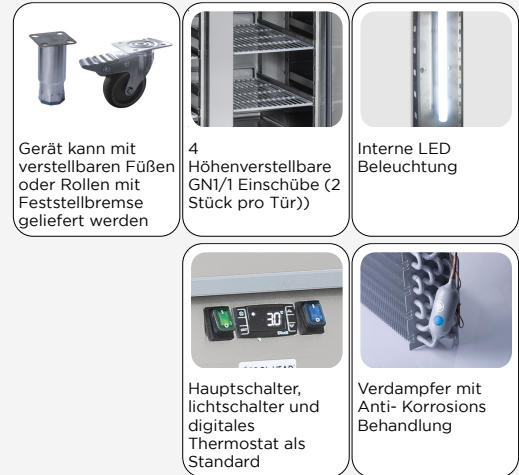 Gerät kann mit
verstellbaren Füßen
oder Rollen mit
Feststellbremse
geliefert werden
4
Höhenverstellbare
GN1/1 Einschübe (2
Stück pro Tür))
Interne LED
Beleuchtung
Hauptschalter,
lichtschalter und
digitales
Thermostat als
Standard
Verdampfer mit
Anti- Korrosions
Behandlung